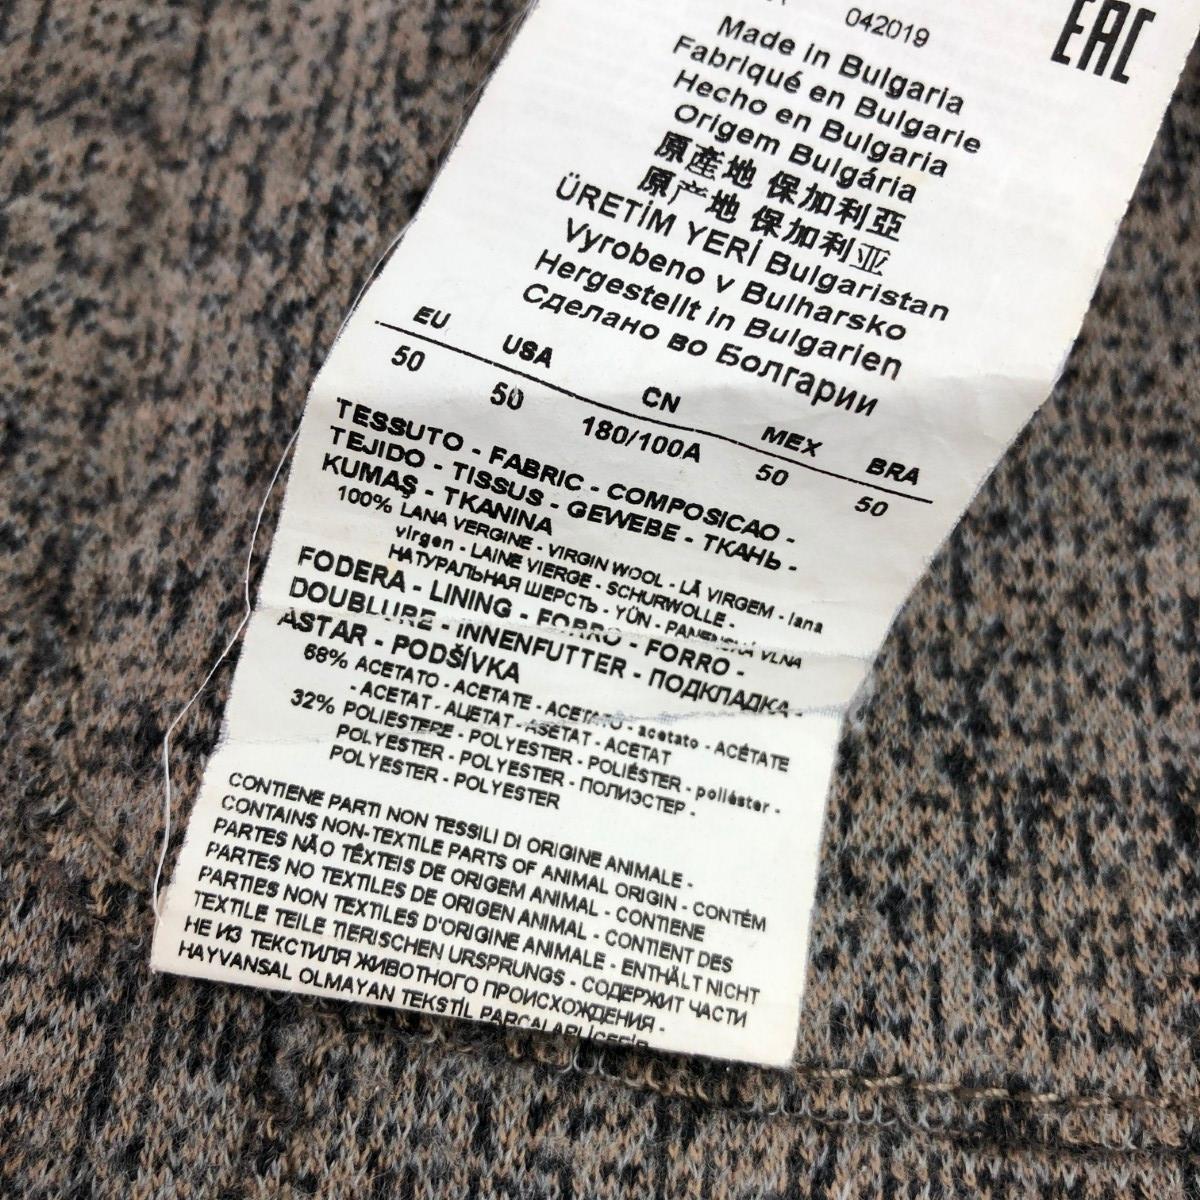 042019
EAC
Made in Bulgaria
Fabriqué en Bulgarie
Hecho en Bulgaria
Origem Bulgária
原産地 保加利亞
原产地 保加利亚
ÜRETİM YERİ Bulgaristan
Vyrobeno v Bulharsko
Hergestellt in Bulgarien
Сделано во Болгарии
EU USA CN MEX BRA
50 50 180/100A 50 50
TESSUTO - FABRIC - COMPOSICAO -
TEJIDO - TISSUS - GEWEBE - ТКАНЬ -
KUMAŞ - TKANINA
100% LANA VERGINE - VIRGIN WOOL - LÃ VIRGEM - lana
virgen - LAINE VIERGE - SCHURWOLLE -
НАТУРАЛЬНАЯ ШЕРСТЬ - YÜN - PANENSKÁ VLNA
FODERA - LINING - FORRO - FORRO -
DOUBLURE - INNENFUTTER - ПОДКЛАДКА -
ASTAR - PODŠÍVKA
68% ACETATO - ACETATE - ACETATO - acetato - ACÉTATE
- ACETAT - АЦЕТАТ - ASETAT - ACETAT
32% POLIESTERE - POLYESTER - POLIÉSTER - poliéster -
POLYESTER - POLYESTER - ПОЛИЭСТЕР -
POLYESTER - POLYESTER
CONTIENE PARTI NON TESSILI DI ORIGINE ANIMALE -
CONTAINS NON-TEXTILE PARTS OF ANIMAL ORIGIN - CONTÉM
PARTES NÃO TÊXTEIS DE ORIGEM ANIMAL - CONTIENE
PARTES NO TEXTILES DE ORIGEN ANIMAL - CONTIENT DES
PARTIES NON TEXTILES D'ORIGINE ANIMALE - ENTHÄLT NICHT
TEXTILE TEILE TIERISCHEN URSPRUNGS - СОДЕРЖИТ ЧАСТИ
НЕ ИЗ ТЕКСТИЛЯ ЖИВОТНОГО ПРОИСХОЖДЕНИЯ -
HAYVANSAL OLMAYAN TEKSTİL PARÇALARI İÇERİR